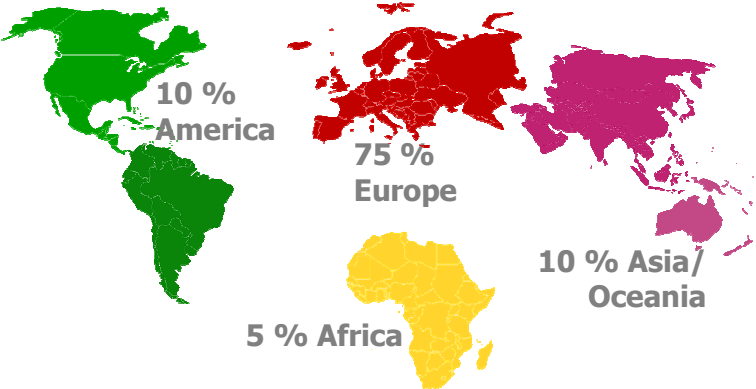 10 %
America
75 %
Europe
10 % Asia/
Oceania
5 % Africa